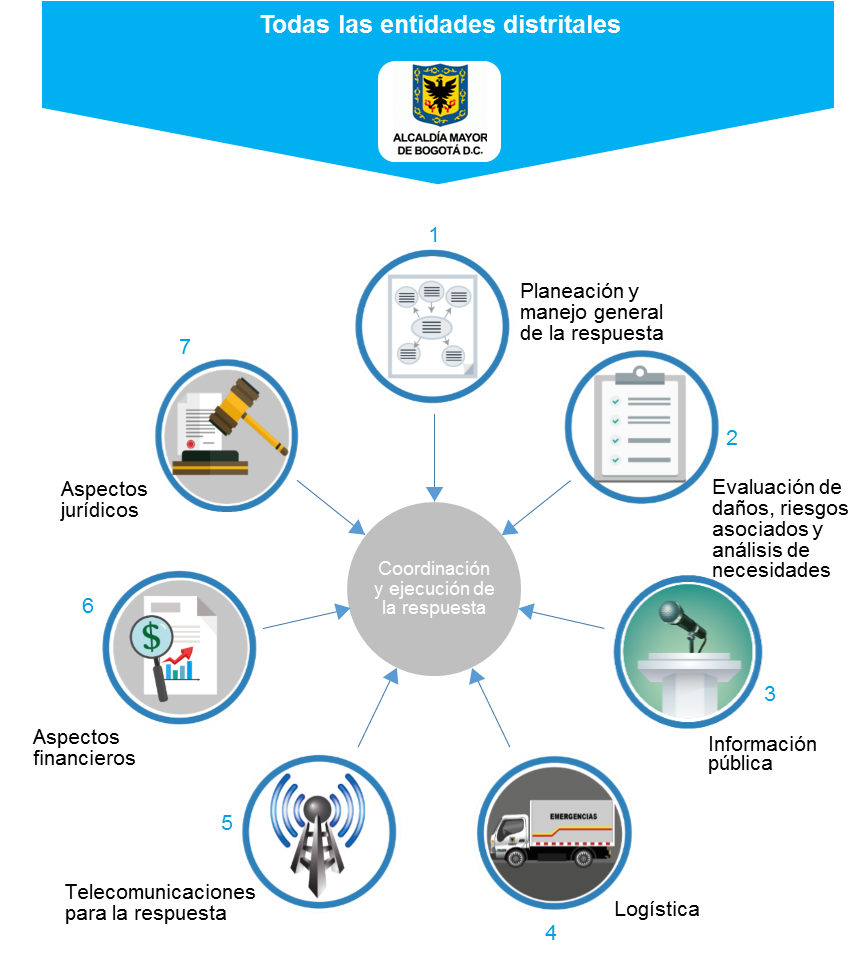 Todas las entidades distritales
ALCALDÍA MAYOR
DE BOGOTÁ D.C.
1
Planeación y
manejo general
de la respuesta
2
Evaluación de
daños, riesgos
asociados y
análisis de
necesidades
3
Información
pública
EMERGENCIAS
Logística
4
5
Telecomunicaciones
para la respuesta
6
$
Aspectos
financieros
7
Aspectos
jurídicos
Coordinación
y ejecución de
la respuesta